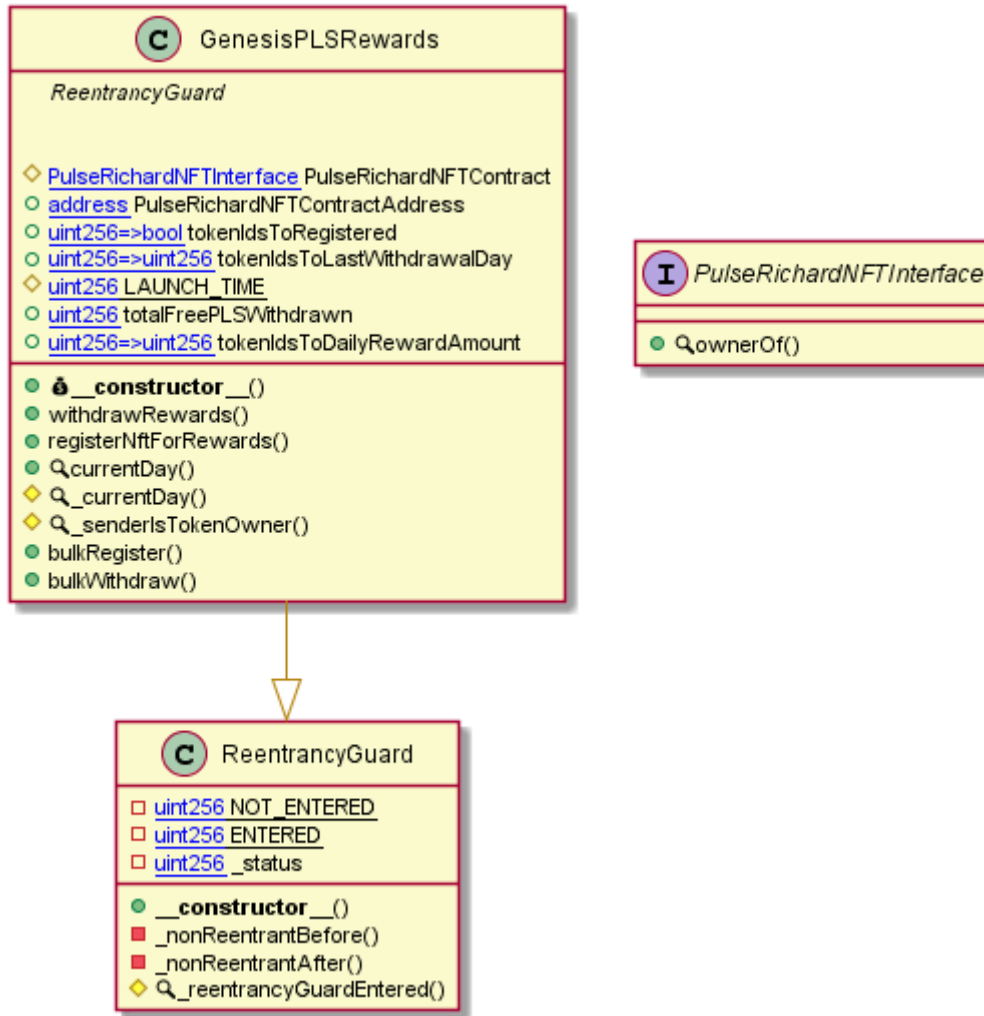 C GenesisPLSRewards
ReentrancyGuard
PulseRichardNFTInterface PulseRichardNFTContract
address PulseRichardNFTContractAddress
uint256=>bool tokenIdsToRegistered
uint256=>uint256 tokenIdsToLastWithdrawalDay
uint256 LAUNCH_TIME
uint256 totalFreePLSWithdrawn
uint256=>uint256 tokenIdsToDailyRewardAmount
__constructor__()
withdrawRewards()
registerNftForRewards()
currentDay()
_currentDay()
_senderIsTokenOwner()
bulkRegister()
bulkWithdraw()
I PulseRichardNFTInterface
ownerOf()
C ReentrancyGuard
uint256 NOT_ENTERED
uint256 ENTERED
uint256 _status
__constructor__()
_nonReentrantBefore()
_nonReentrantAfter()
_reentrancyGuardEntered()